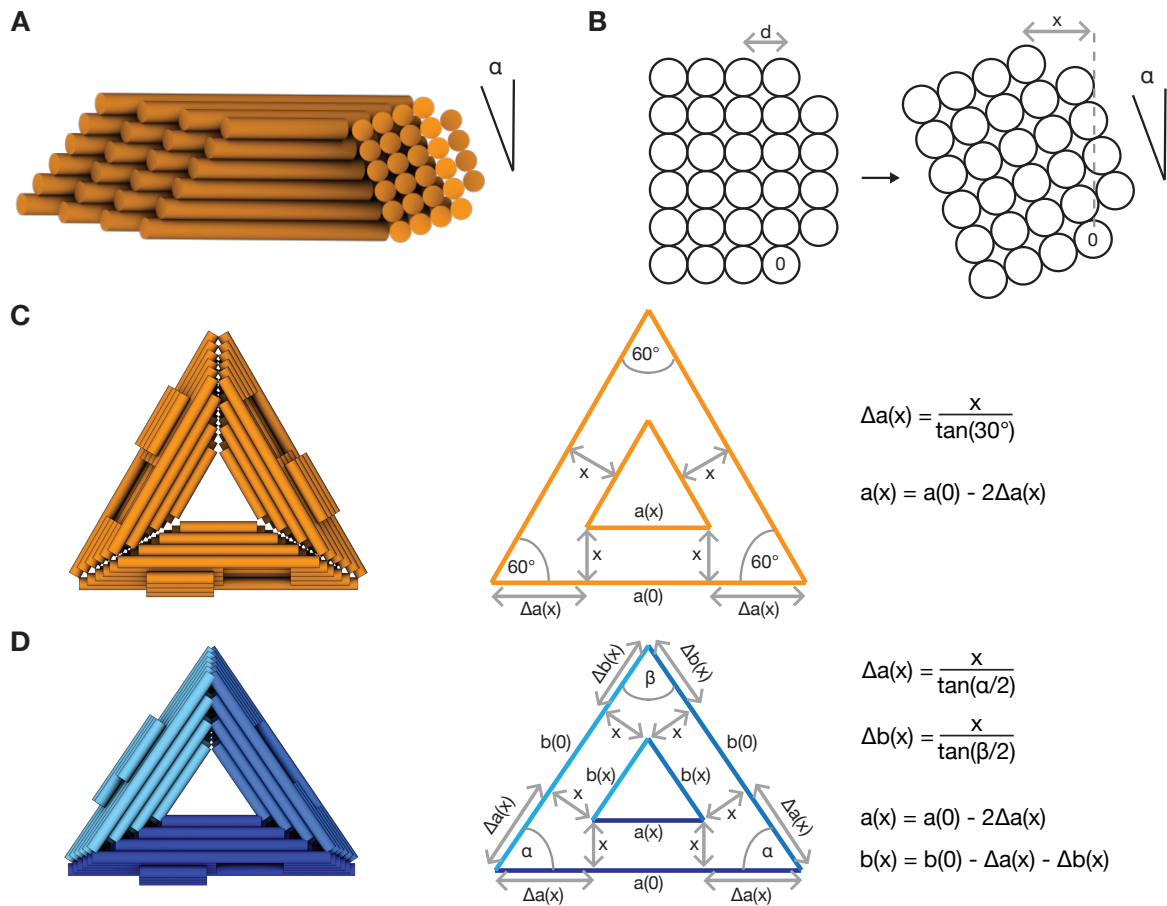 A
α
B
d
0
x
0
α
C
60°
x
x
a(x)
x
x
60°
60°
Δa(x)
a(0)
Δa(x)
Δa(x) = x / tan(30°)
a(x) = a(0) - 2Δa(x)
D
Δb(x)
Δb(x)
β
x
x
b(0)
b(0)
b(x)
b(x)
Δa(x)
x
x
Δa(x)
a(x)
α
x
x
α
Δa(x)
a(0)
Δa(x)
Δa(x) = x / tan(α/2)
Δb(x) = x / tan(β/2)
a(x) = a(0) - 2Δa(x)
b(x) = b(0) - Δa(x) - Δb(x)